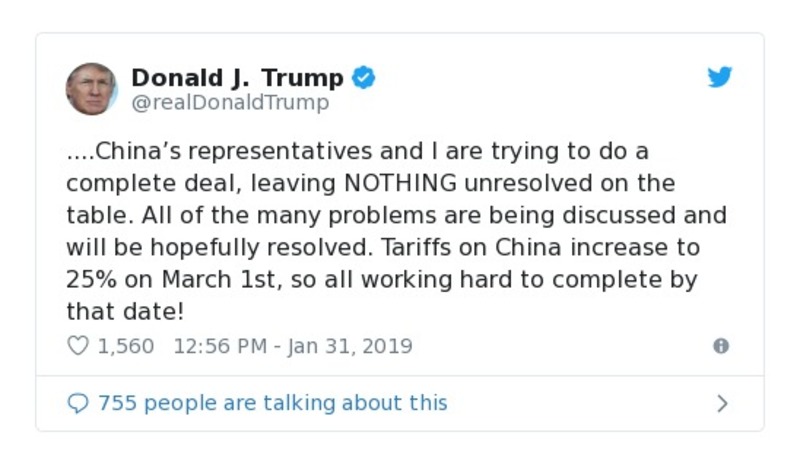 Donald J. Trump
@realDonaldTrump
....China’s representatives and I are trying to do a
complete deal, leaving NOTHING unresolved on the
table. All of the many problems are being discussed and
will be hopefully resolved. Tariffs on China increase to
25% on March 1st, so all working hard to complete by
that date!
1,560 12:56 PM - Jan 31, 2019
755 people are talking about this